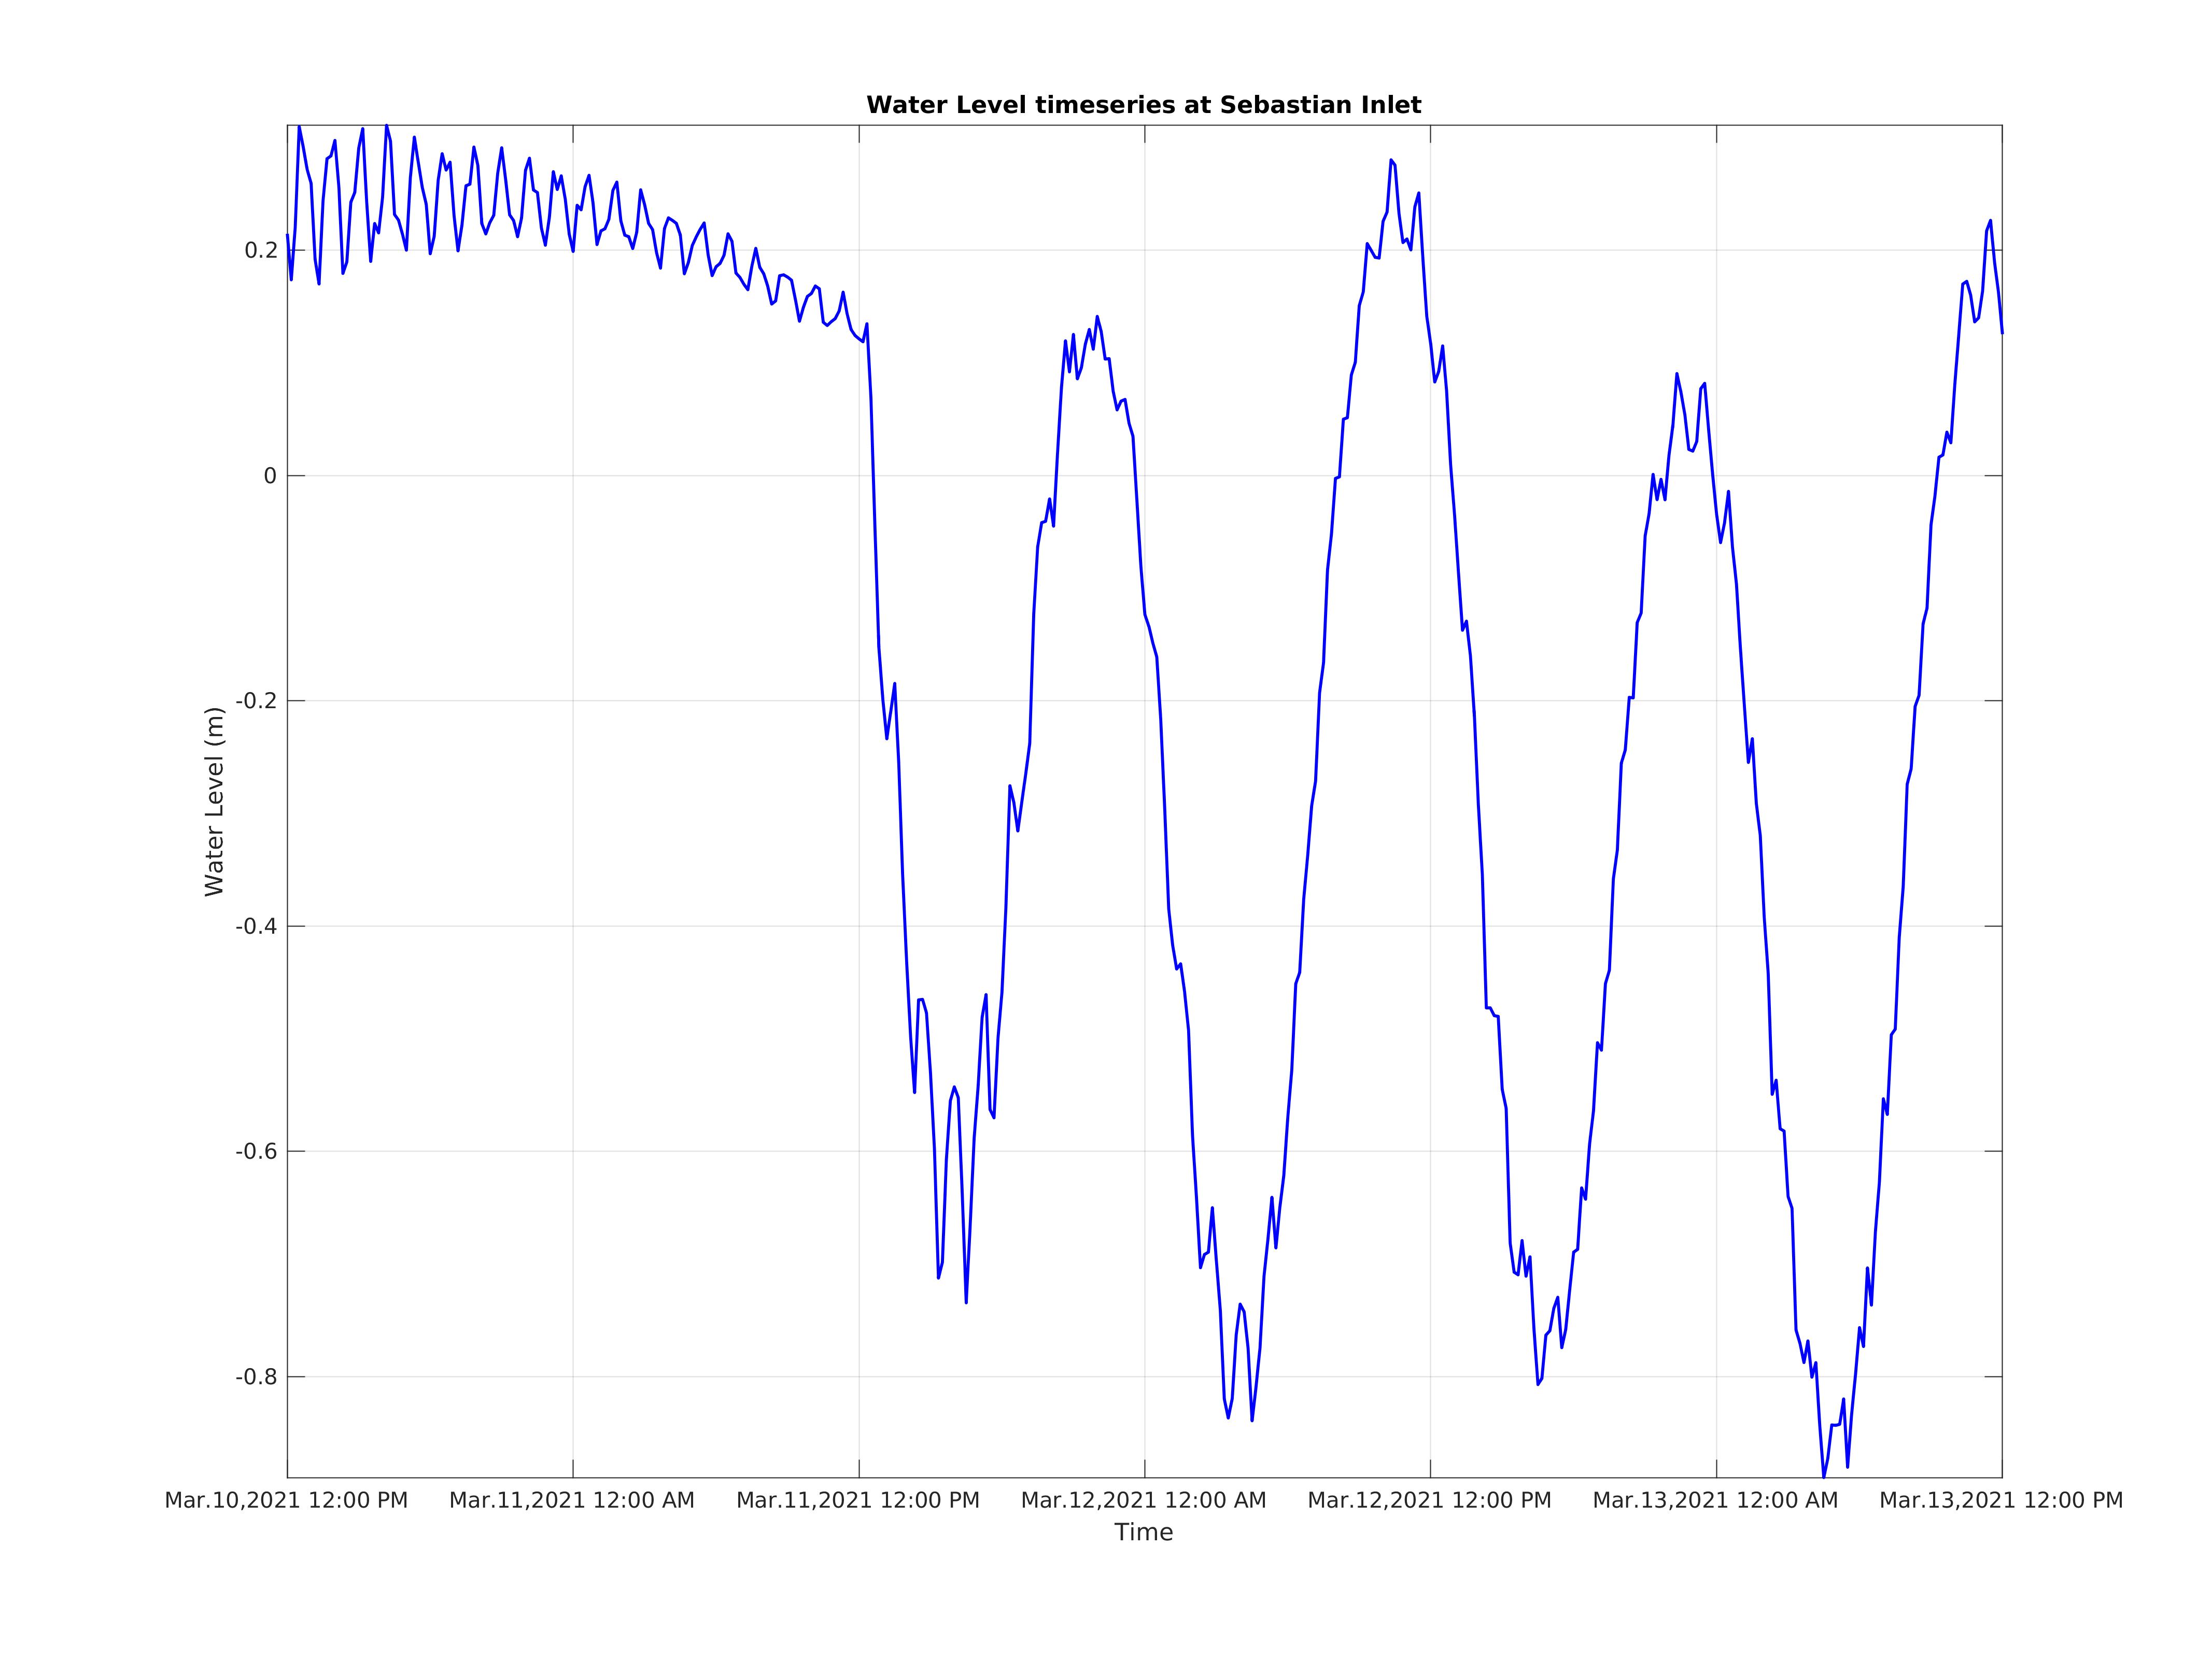 Water Level timeseries at Sebastian Inlet
0.2
0
-0.2
-0.4
-0.6
-0.8
Water Level (m)
Mar.10,2021 12:00 PM Mar.11,2021 12:00 AM Mar.11,2021 12:00 PM Mar.12,2021 12:00 AM Mar.12,2021 12:00 PM Mar.13,2021 12:00 AM Mar.13,2021 12:00 PM
Time